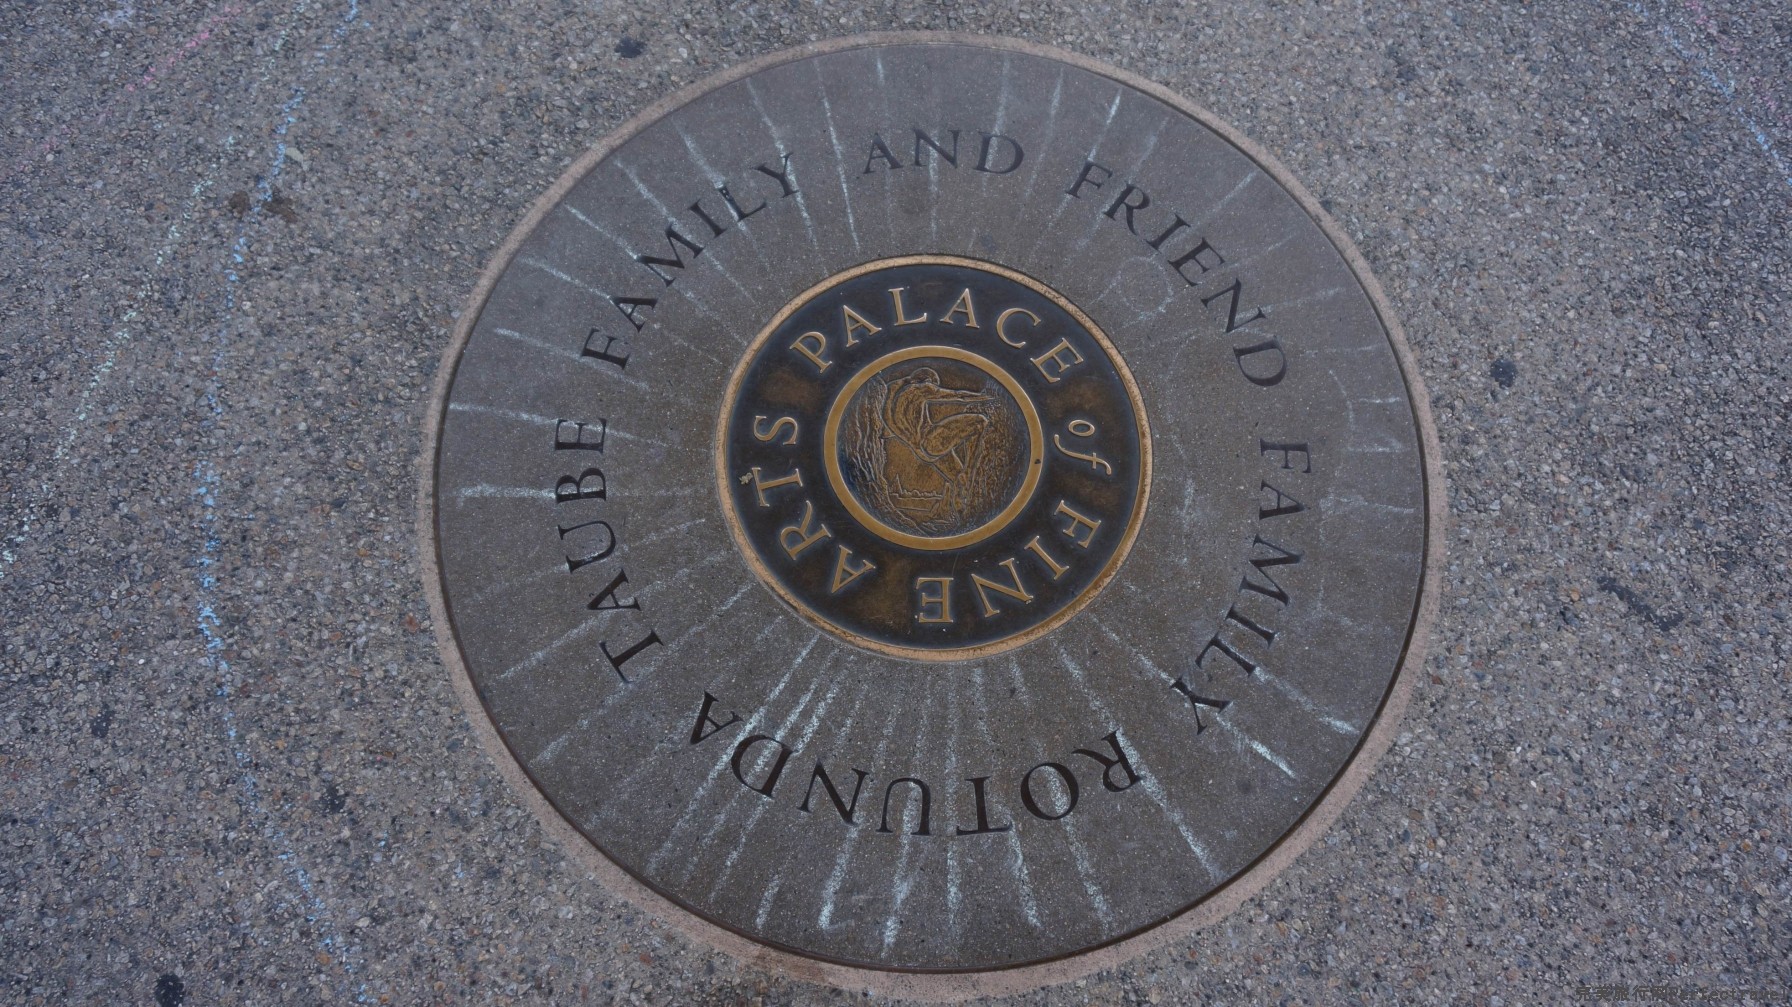 TAUBE FAMILY AND FRIEND FAMILY ROTUNDA
PALACE of FINE ARTS